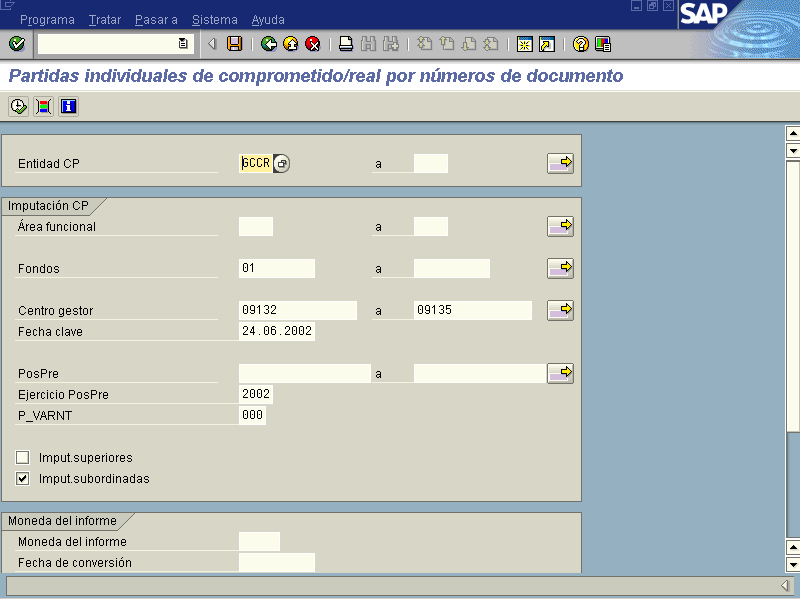 Programa Tratar Pasar a Sistema Ayuda
SAP
Partidas individuales de comprometido/real por números de documento
Entidad CP GCCR a
Imputación CP
Área funcional a
Fondos 01 a
Centro gestor 09132 a 09135
Fecha clave 24.06.2002
PosPre a
Ejercicio PosPre 2002
P_VARNT 000
Imput.superiores
Imput.subordinadas
Moneda del informe
Moneda del informe
Fecha de conversión